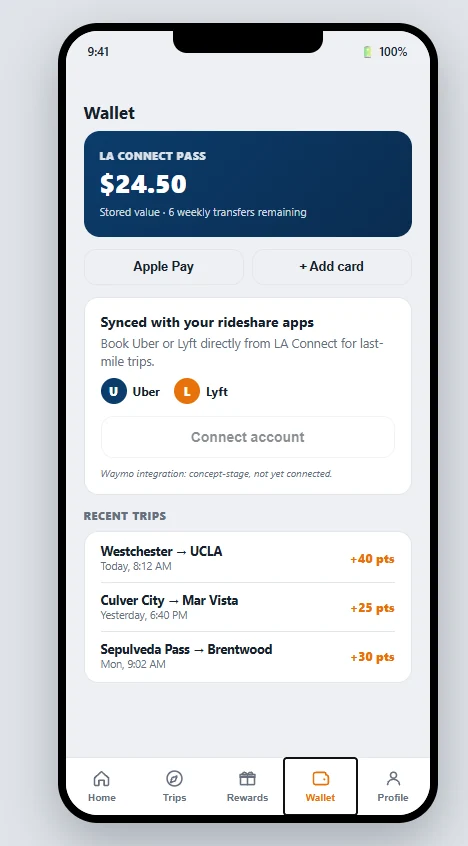 9:41
100%
Wallet
LA CONNECT PASS
$24.50
Stored value · 6 weekly transfers remaining
Apple Pay
+ Add card
Synced with your rideshare apps
Book Uber or Lyft directly from LA Connect for last-
mile trips.
U Uber L Lyft
Connect account
Waymo integration: concept-stage, not yet connected.
RECENT TRIPS
Westchester → UCLA
Today, 8:12 AM
+40 pts
Culver City → Mar Vista
Yesterday, 6:40 PM
+25 pts
Sepulveda Pass → Brentwood
Mon, 9:02 AM
+30 pts
Home Trips Rewards Wallet Profile